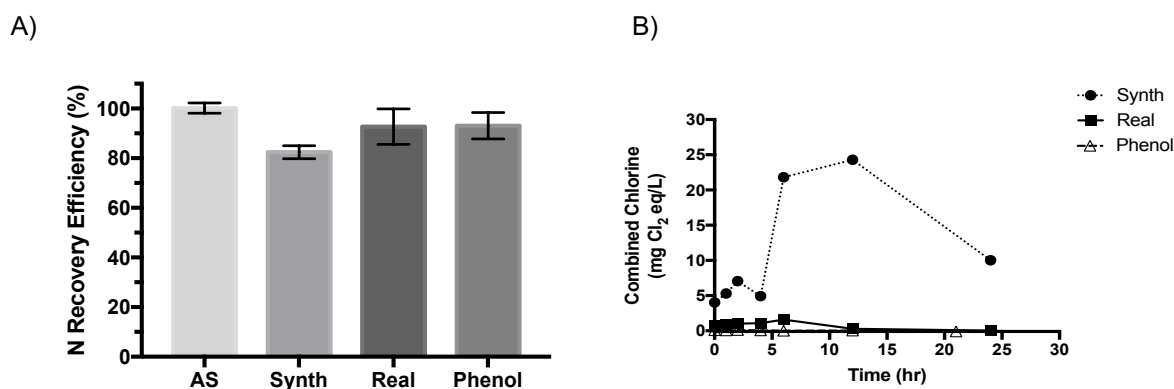 A)
N Recovery Efficiency (%)
100
80
60
40
20
0
AS Synth Real Phenol
B)
Synth
Real
Phenol
Combined Chlorine
(mg Cl₂ eq/L)
30
25
20
15
10
5
0
0 5 10 15 20 25 30
Time (hr)